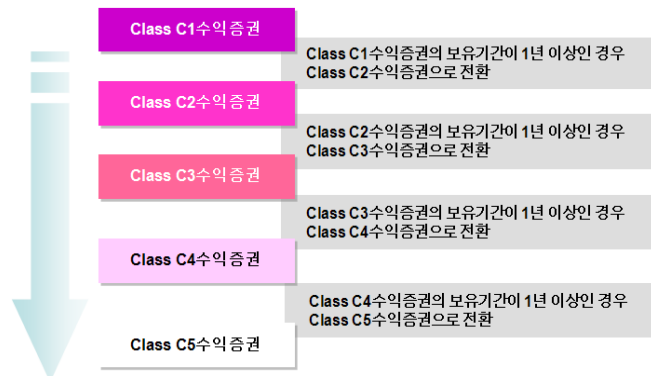 Class C1수익증권
Class C1수익증권의 보유기간이 1년 이상인 경우
Class C2수익증권으로 전환
Class C2수익증권
Class C2수익증권의 보유기간이 1년 이상인 경우
Class C3수익증권으로 전환
Class C3수익증권
Class C3수익증권의 보유기간이 1년 이상인 경우
Class C4수익증권으로 전환
Class C4수익증권
Class C4수익증권의 보유기간이 1년 이상인 경우
Class C5수익증권으로 전환
Class C5수익증권